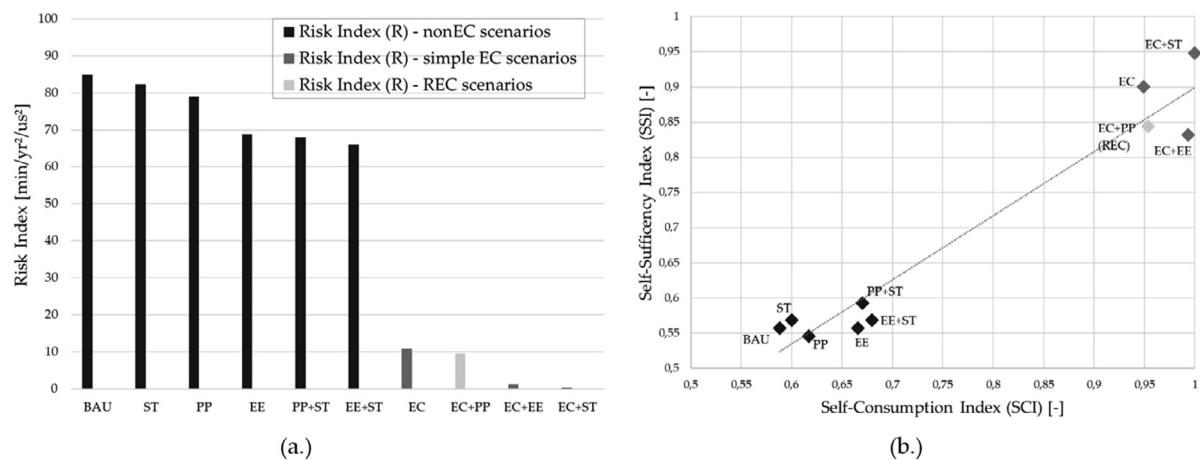 Risk Index [min/yr²/us²]
100
90
80
70
60
50
40
30
20
10
0
Risk Index (R) - nonEC scenarios
Risk Index (R) - simple EC scenarios
Risk Index (R) - REC scenarios
BAU ST PP EE PP+ST EE+ST EC EC+PP EC+EE EC+ST
(a.)
Self-Sufficency Index (SSI) [-]
1
0,95
0,9
0,85
0,8
0,75
0,7
0,65
0,6
0,55
0,5
EC+ST
EC
EC+PP
(REC)
EC+EE
PP+ST
ST
EE+ST
BAU
PP
EE
0,5 0,55 0,6 0,65 0,7 0,75 0,8 0,85 0,9 0,95 1
Self-Consumption Index (SCI) [-]
(b.)